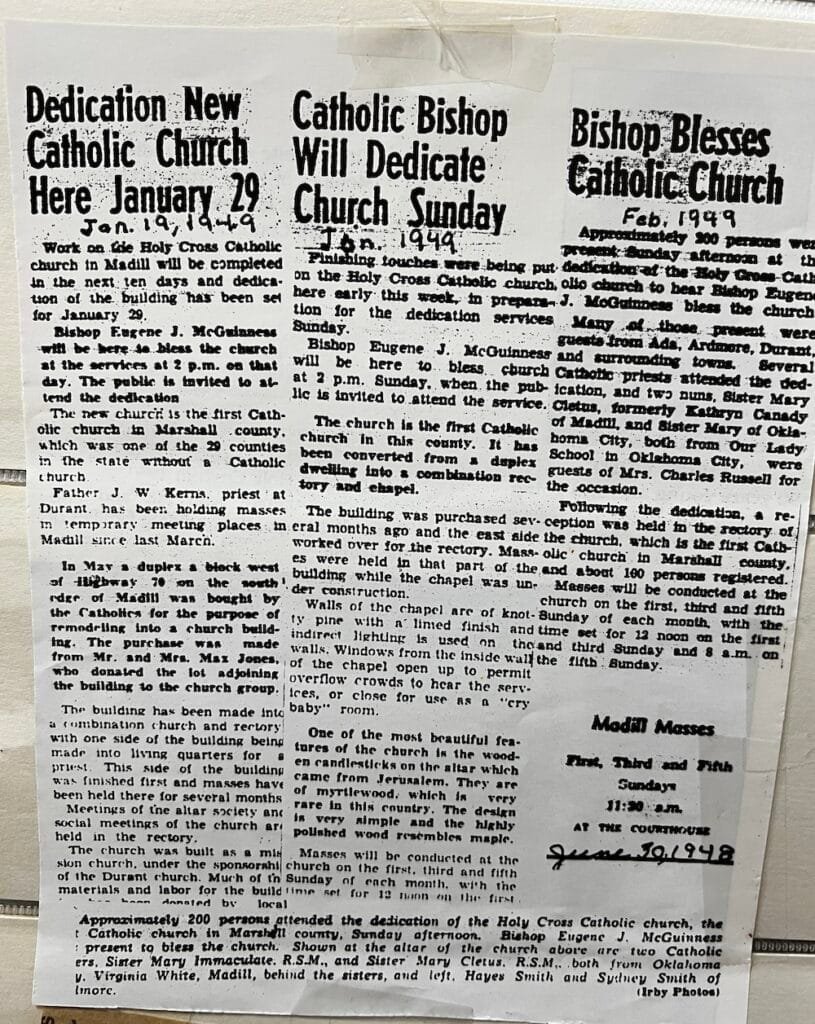 Dedication New
Catholic Church
Here January 29
Jan. 19, 1949
Work on the Holy Cross Catholic
church in Madill will be completed
in the next ten days and dedica-
tion of the building has been set
for January 29.
Bishop Eugene J. McGuinness
will be here to bless the church
at the services at 2 p.m. on that
day. The public is invited to at-
tend the dedication
The new church is the first Cath-
olic church in Marshall county,
which was one of the 29 counties
in the state without a Catholic
church.
Father J. W. Kerns, priest at
Durant, has been holding masses
in temporary meeting places in
Madill since last March.
In May a duplex a block west
of Highway 70 on the south
edge of Madill was bought by
the Catholics for the purpose of
remodeling into a church build-
ing. The purchase was made
from Mr. and Mrs. Max Jones,
who donated the lot adjoining
the building to the church group.
The building has been made into
a combination church and rectory
with one side of the building being
made into living quarters for a
priest. This side of the building
was finished first and masses have
been held there for several months
Meetings of the altar society and
social meetings of the church are
held in the rectory.
The church was built as a mis
sion church, under the sponsorshi
of the Durant church. Much of th
materials and labor for the build
has been donated by local
Catholic Bishop
Will Dedicate
Church Sunday
Jan. 1949
Finishing touches were being put
on the Holy Cross Catholic church,
here early this week, in prepara-
tion for the dedication services
Sunday.
Bishop Eugene J. McGuinness
will be here to bless church
at 2 p.m. Sunday, when the pub-
lic is invited to attend the service.
The church is the first Catholic
church in this county. It has
been converted from a duplex
dwelling into a combination rec-
tory and chapel.
The building was purchased sev-
eral months ago and the east side
worked over for the rectory. Mass-
es were held in that part of the
building while the chapel was un-
der construction.
Walls of the chapel are of knot-
ty pine with a limed finish and
indirect lighting is used on the
walls. Windows from the inside wall
of the chapel open up to permit
overflow crowds to hear the serv-
ices, or close for use as a "cry
baby" room.
One of the most beautiful fea-
tures of the church is the wood-
en candlesticks on the altar which
came from Jerusalem. They are
of myrtlewood, which is very
rare in this country. The design
is very simple and the highly
polished wood resembles maple.
Masses will be conducted at the
church on the first, third and fifth
Sunday of each month, with the
time set for 12 noon on the first
Bishop Blesses
Catholic Church
Feb. 1949
Approximately 200 persons wer
present Sunday afternoon at th
dedication of the Holy Cross Cath
olic church to hear Bishop Eugene
J. McGuinness bless the church
Many of those present were
guests from Ada, Ardmore, Durant,
and surrounding towns. Several
Catholic priests attended the ded-
ication, and two nuns, Sister Mary
Cletus, formerly Kathryn Canady
of Madill, and Sister Mary of Okla-
homa City, both from Our Lady
School in Oklahoma City, were
guests of Mrs. Charles Russell for
the occasion.
Following the dedication, a re-
ception was held in the rectory of
the church, which is the first Cath-
olic church in Marshall county,
and about 160 persons registered.
Masses will be conducted at the
church on the first, third and fifth
Sunday of each month, with the
time set for 12 noon on the first
and third Sunday and 8 a.m. on
the fifth Sunday.
Madill Masses
First, Third and Fifth
Sundays
11:30 a.m.
AT THE COURTHOUSE
June 30, 1948
Approximately 200 persons attended the dedication of the Holy Cross Catholic church, the
t Catholic church in Marshall county, Sunday afternoon. Bishop Eugene J. McGuinness
present to bless the church. Shown at the altar of the church above are two Catholic
ers, Sister Mary Immaculate, R.S.M., and Sister Mary Cletus, R.S.M., both from Oklahoma
y, Virginia White, Madill, behind the sisters, and left, Hayes Smith and Sydney Smith of
lmore.
(Irby Photos)